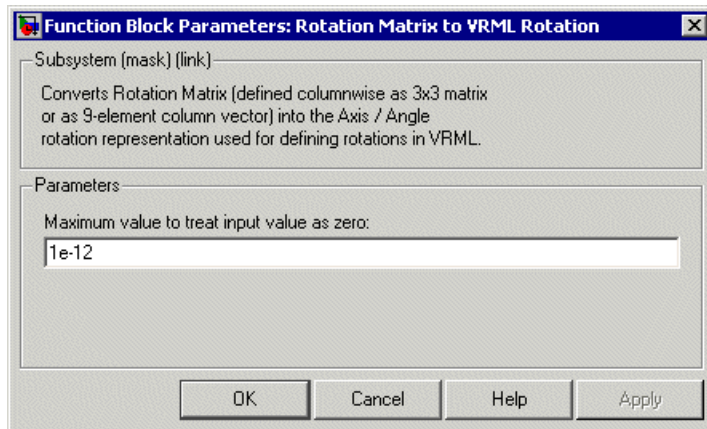 Function Block Parameters: Rotation Matrix to VRML Rotation
Subsystem (mask) (link)
Converts Rotation Matrix (defined columnwise as 3x3 matrix
or as 9-element column vector) into the Axis / Angle
rotation representation used for defining rotations in VRML.
Parameters
Maximum value to treat input value as zero:
1e-12
OK Cancel Help Apply